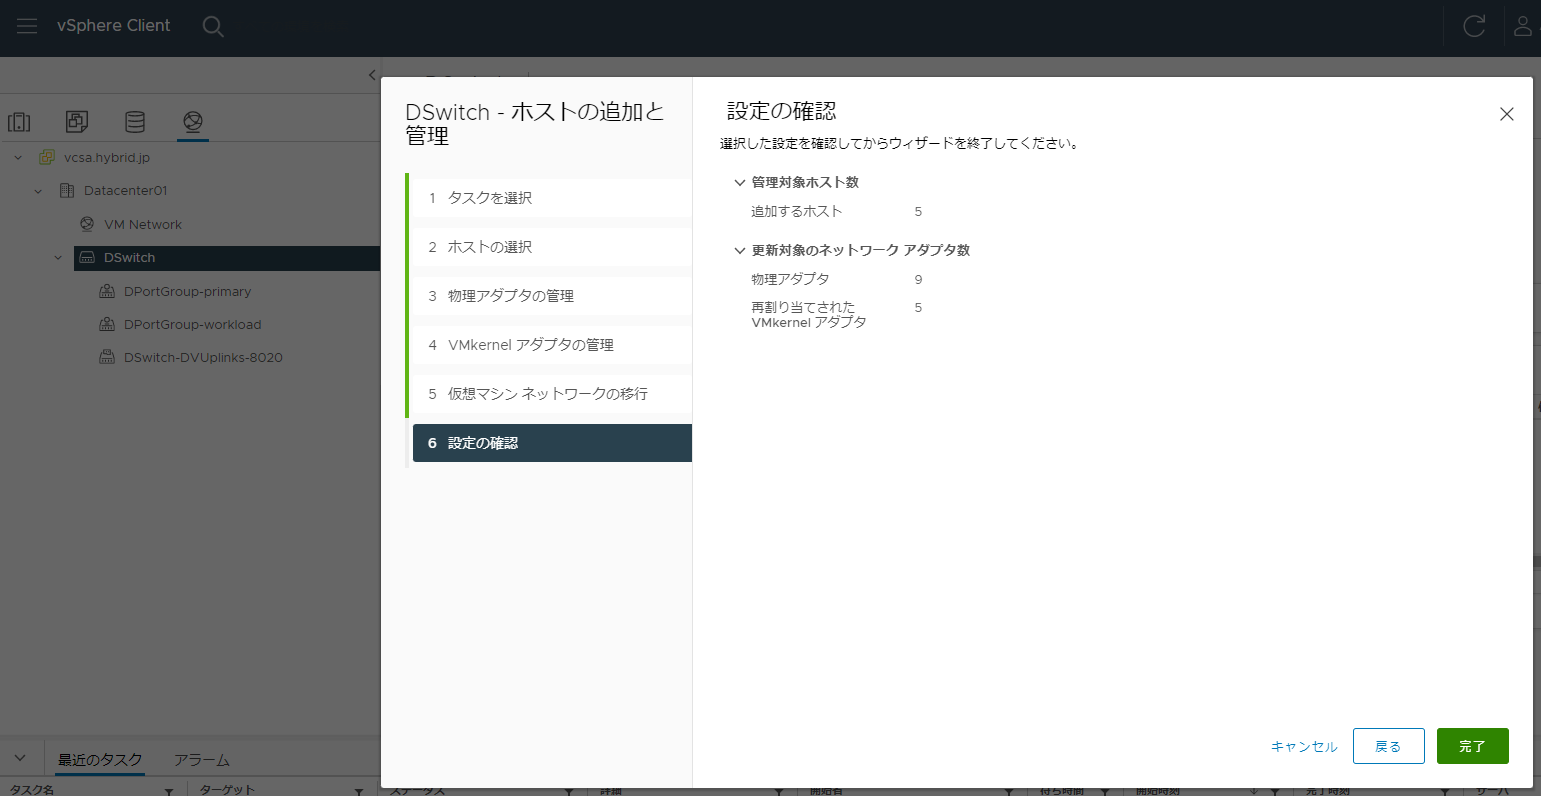 vSphere Client
vcsa.hybrid.jp
Datacenter01
VM Network
DSwitch
DPortGroup-primary
DPortGroup-workload
DSwitch-DVUplinks-8020
DSwitch - ホストの追加と
管理
1 タスクを選択
2 ホストの選択
3 物理アダプタの管理
4 VMkernel アダプタの管理
5 仮想マシン ネットワークの移行
6 設定の確認
設定の確認
選択した設定を確認してからウィザードを終了してください。
管理対象ホスト数
追加するホスト 5
更新対象のネットワーク アダプタ数
物理アダプタ 9
再割り当てされた 5
VMkernel アダプタ
キャンセル 戻る 完了
最近のタスク アラーム
タスク名 ターゲット ステータス 詳細 開始者 待ち時間 開始時刻 完了時刻 サーバ